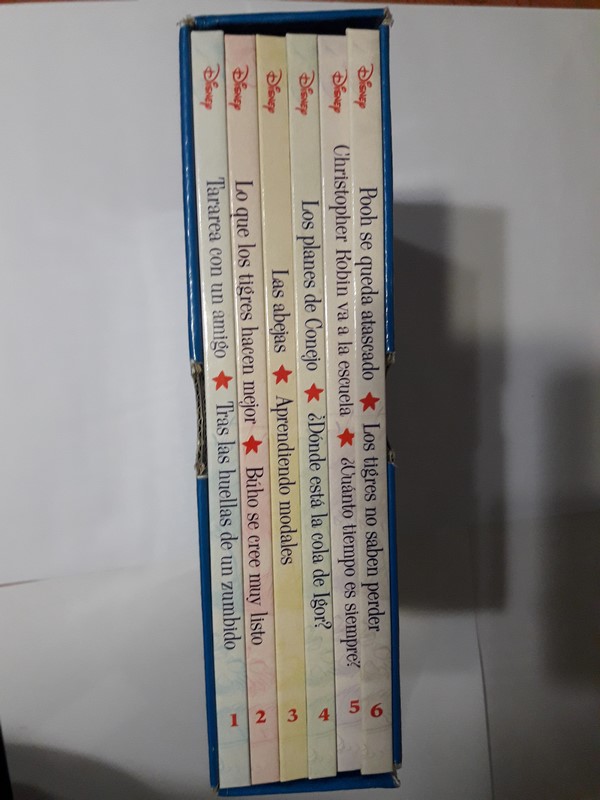 Disney Pooh se queda atascado ★ Los tigres no saben perder 6
Disney Christopher Robin va a la escuela ★ ¿Cuánto tiempo es siempre? 5
Disney Los planes de Conejo ★ ¿Dónde está la cola de Igor? 4
Disney Las abejas ★ Aprendiendo modales 3
Disney Lo que los tigres hacen mejor ★ Búho se cree muy listo 2
Disney Tararea con un amigo ★ Tras las huellas de un zumbido 1